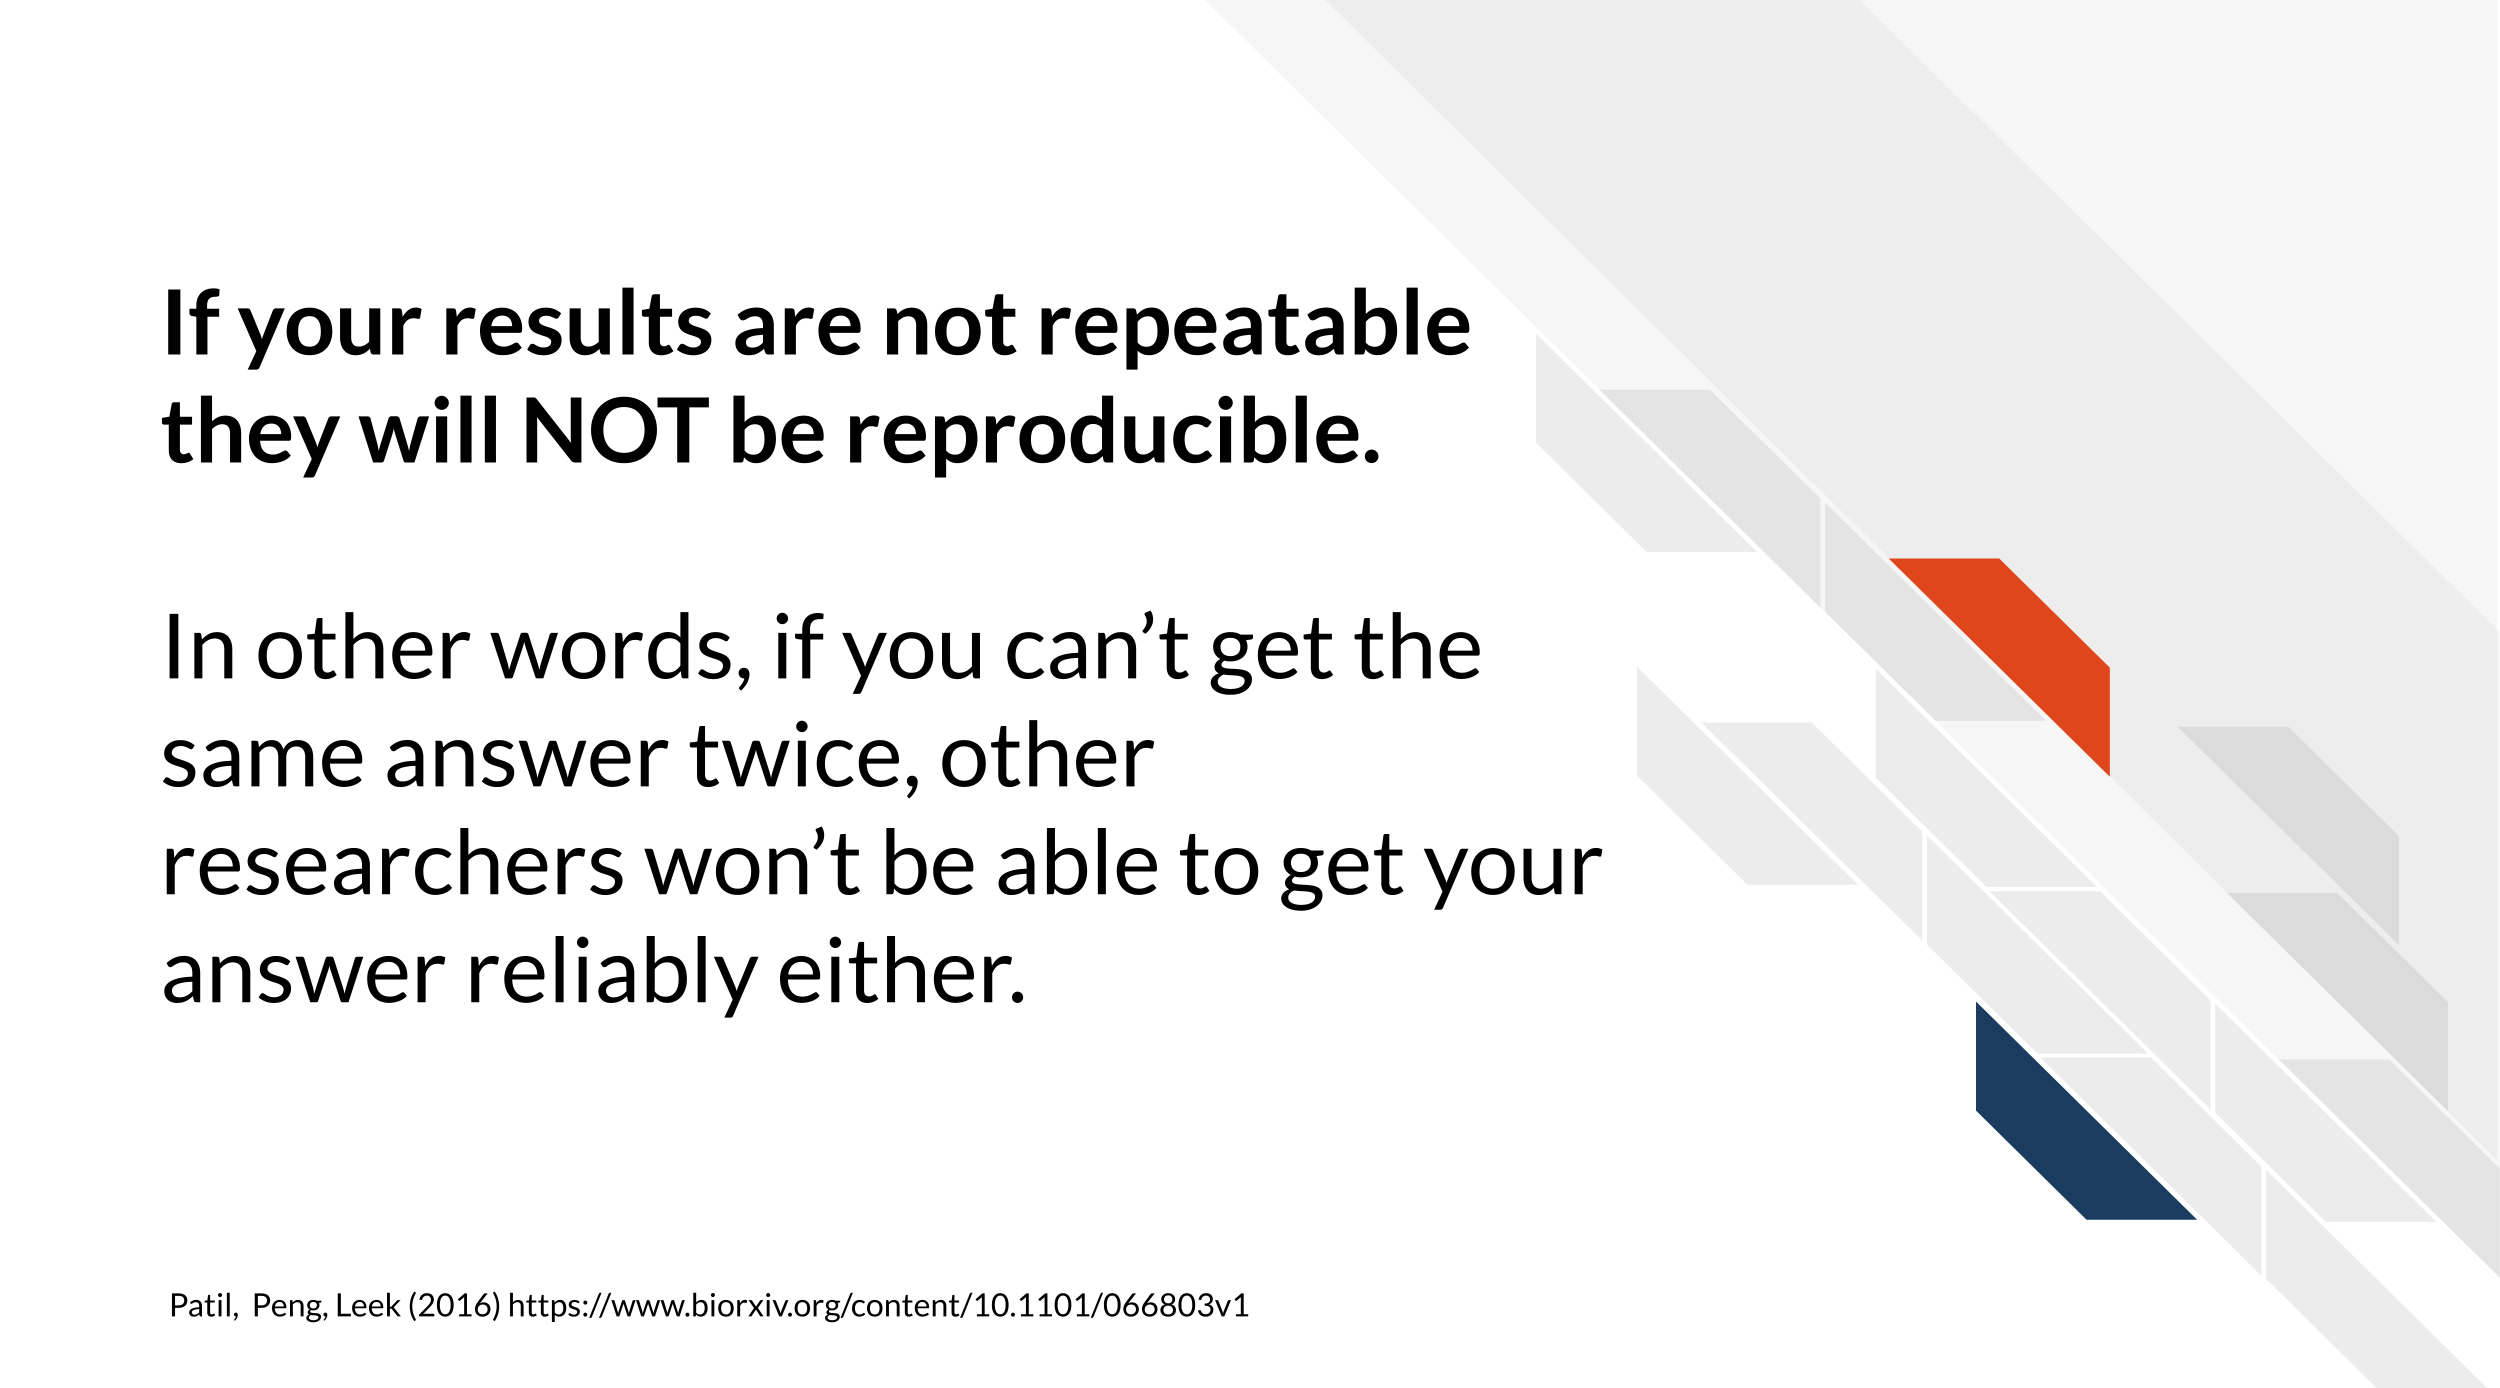 If your results are not repeatable
they will NOT be reproducible.
In other words, if you can’t get the
same answer twice, other
researchers won’t be able to get your
answer reliably either.
Patil, Peng, Leek (2016) https://www.biorxiv.org/content/10.1101/066803v1